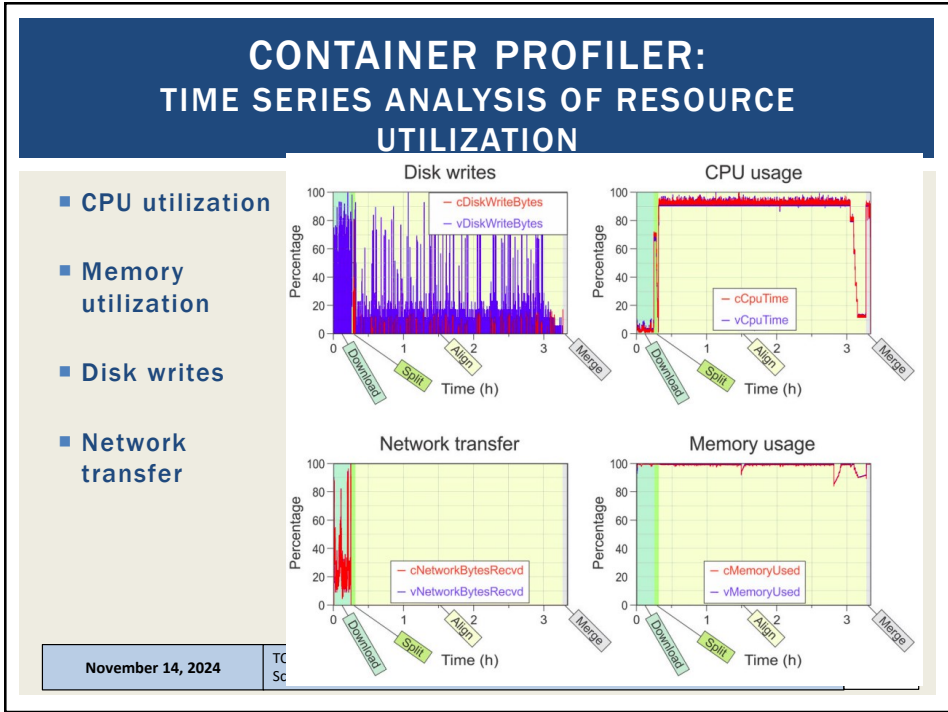 CONTAINER PROFILER:
TIME SERIES ANALYSIS OF RESOURCE
UTILIZATION
CPU utilization
Memory
utilization
Disk writes
Network
transfer
Disk writes
Percentage
100
80
60
40
20
0
cDiskWriteBytes
vDiskWriteBytes
0 1 2 3
Download
Split
Align
Merge
Time (h)
CPU usage
Percentage
100
80
60
40
20
0
cCpuTime
vCpuTime
0 1 2 3
Download
Split
Align
Merge
Time (h)
Network transfer
Percentage
100
80
60
40
20
0
cNetworkBytesRecvd
vNetworkBytesRecvd
0 1 2 3
Download
Split
Align
Merge
Time (h)
Memory usage
Percentage
100
80
60
40
20
0
cMemoryUsed
vMemoryUsed
0 1 2 3
Download
Split
Align
Merge
Time (h)
November 14, 2024